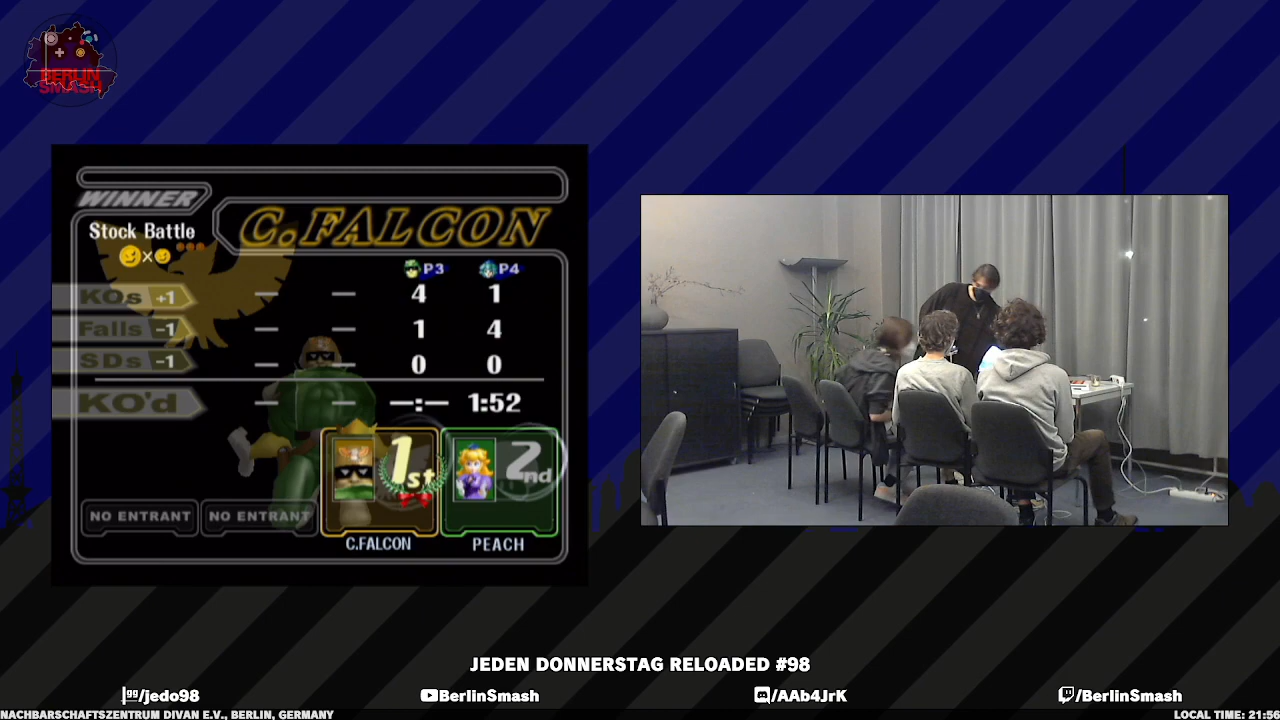 BERLIN
SMASH
WINNER
C.FALCON
Stock Battle
P3 P4
KOs +1 — — 4 1
Falls -1 — — 1 4
SDs -1 — — 0 0
KO'd — — —:— 1:52
1st 2nd
NO ENTRANT NO ENTRANT
C.FALCON PEACH
JEDEN DONNERSTAG RELOADED #98
gg/jedo98 BerlinSmash /AAb4JrK /BerlinSmash
NACHBARSCHAFTSZENTRUM DIVAN E.V., BERLIN, GERMANY LOCAL TIME: 21:56